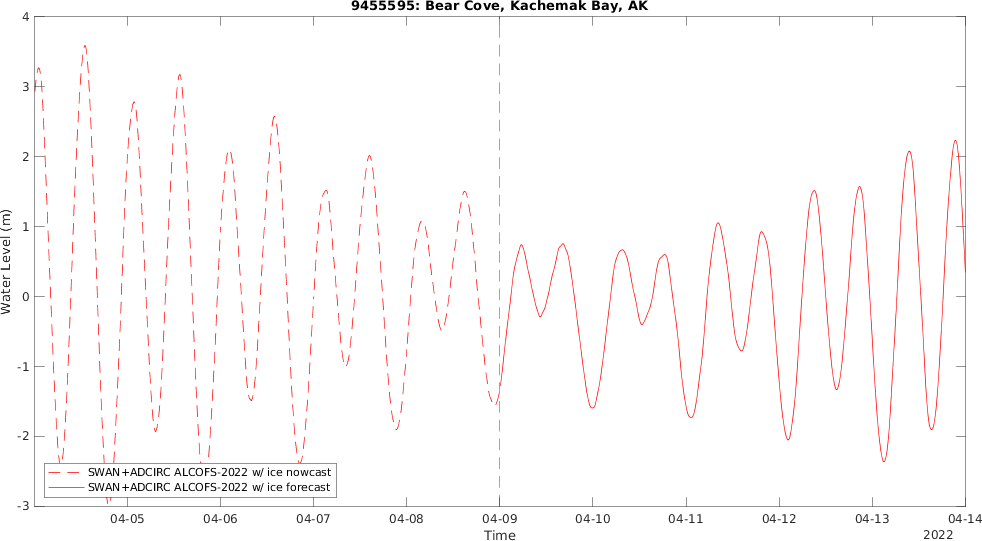 9455595: Bear Cove, Kachemak Bay, AK
Water Level (m)
4
3
2
1
0
-1
-2
-3
SWAN+ADCIRC ALCOFS-2022 w/ ice nowcast
SWAN+ADCIRC ALCOFS-2022 w/ ice forecast
04-05 04-06 04-07 04-08 04-09 04-10 04-11 04-12 04-13 04-14
Time
2022